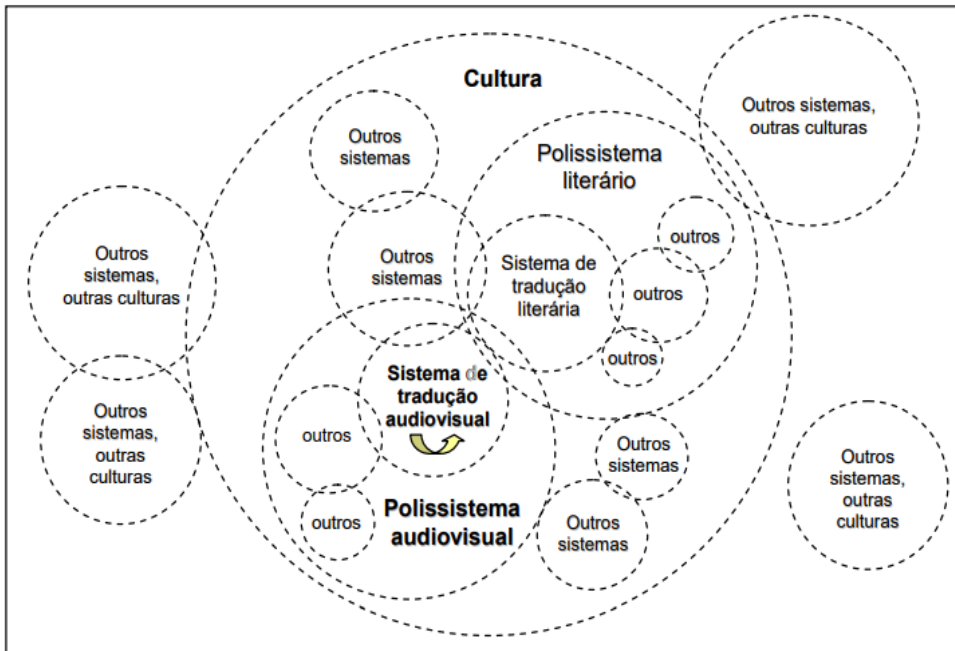 Cultura
Outros sistemas,
outras culturas
Outros
sistemas
Polissistema
literário
outros
Outros
sistemas,
outras culturas
Outros
sistemas
Sistema de
tradução
literária
outros
outros
Sistema de
tradução
audiovisual
Outros
sistemas,
outras
culturas
outros
Outros
sistemas
outros
Polissistema
audiovisual
Outros
sistemas
Outros
sistemas,
outras
culturas